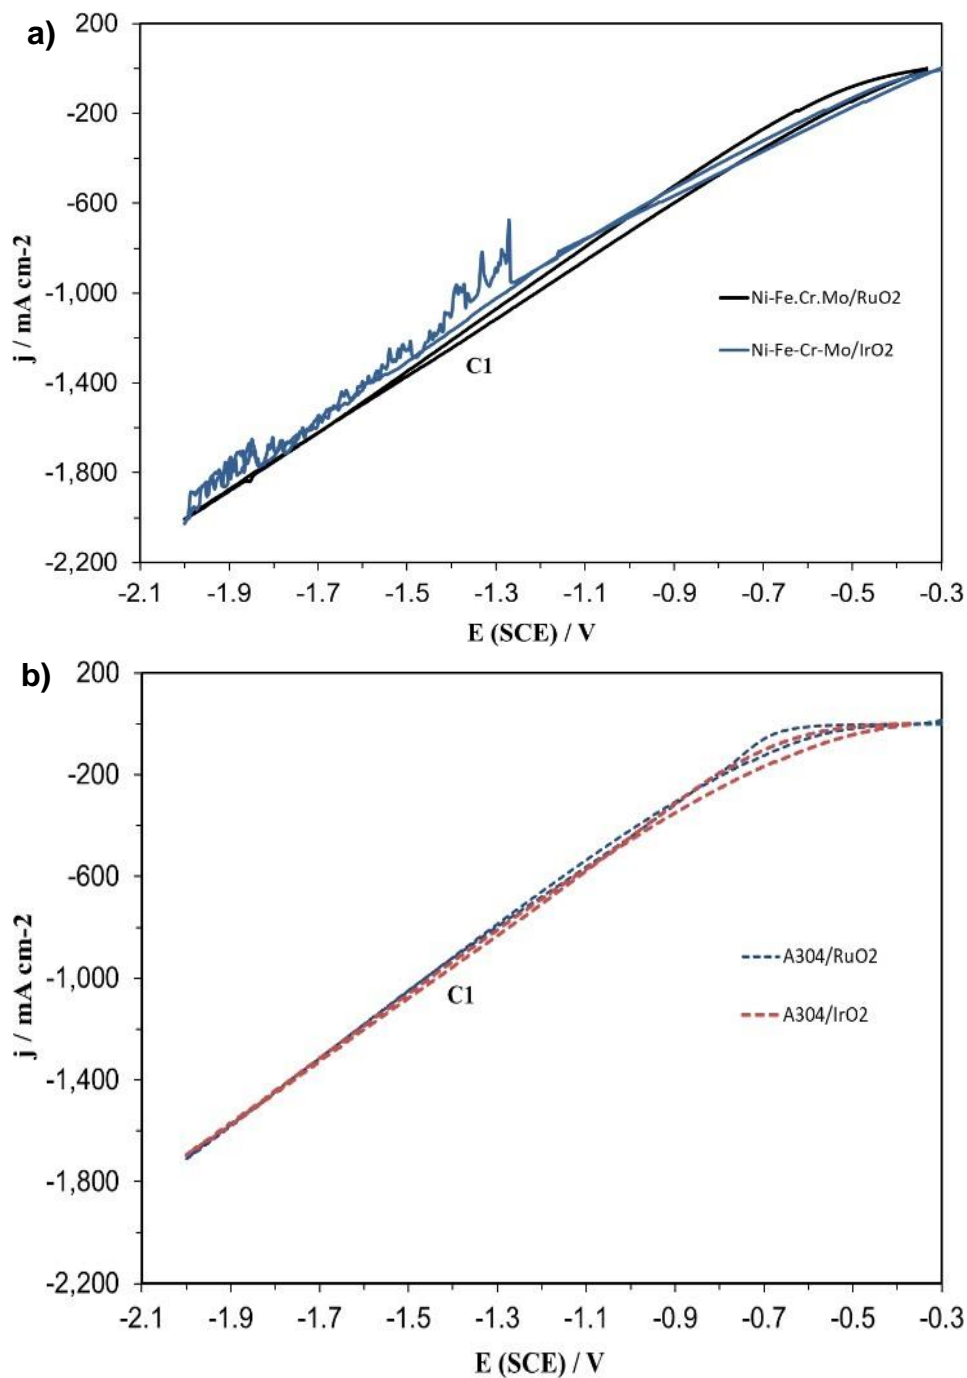 a)
200
-200
-600
-1,000
-1,400
-1,800
-2,200
j / mA cm-2
Ni-Fe.Cr.Mo/RuO2
Ni-Fe-Cr-Mo/IrO2
C1
-2.1 -1.9 -1.7 -1.5 -1.3 -1.1 -0.9 -0.7 -0.5 -0.3
E (SCE) / V
b)
200
-200
-600
-1,000
-1,400
-1,800
-2,200
j / mA cm-2
A304/RuO2
C1
A304/IrO2
-2.1 -1.9 -1.7 -1.5 -1.3 -1.1 -0.9 -0.7 -0.5 -0.3
E (SCE) / V